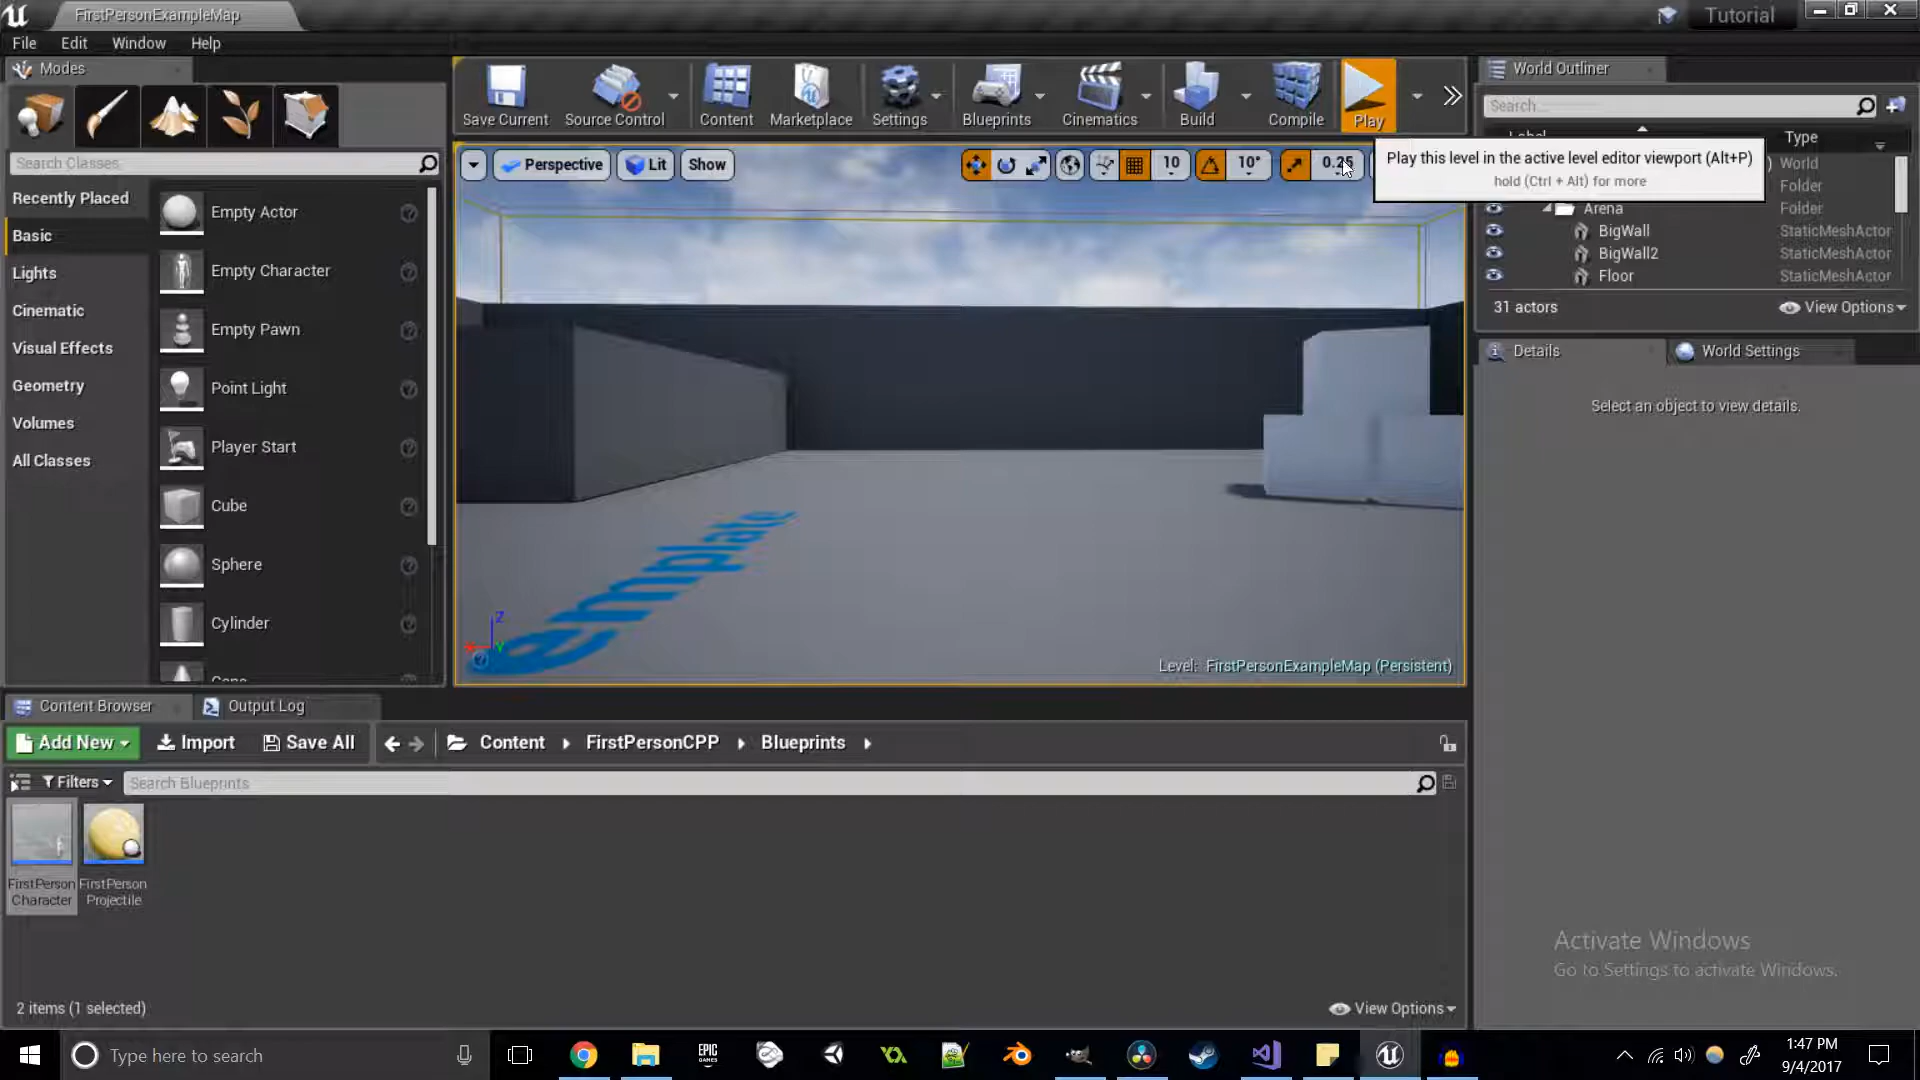 FirstPersonExampleMap
Tutorial
File
Edit
Window
Help
Modes
Save Current
Source Control
Content
Marketplace
Settings
Blueprints
Cinematics
Build
Compile
Play
World Outliner
Search...
Label
Type
Search Classes
Perspective
Lit
Show
10
10°
0.25
Play this level in the active level editor viewport (Alt+P)
hold (Ctrl + Alt) for more
World
Folder
Arena
Folder
BigWall
StaticMeshActor
BigWall2
StaticMeshActor
Floor
StaticMeshActor
31 actors
View Options
Recently Placed
Basic
Lights
Cinematic
Visual Effects
Geometry
Volumes
All Classes
Empty Actor
Empty Character
Empty Pawn
Point Light
Player Start
Cube
Sphere
Cylinder
emplate
Z
Level: FirstPersonExampleMap (Persistent)
Details
World Settings
Select an object to view details.
Content Browser
Output Log
Add New
Import
Save All
Content
FirstPersonCPP
Blueprints
Filters
Search Blueprints
FirstPerson
Character
FirstPerson
Projectile
2 items (1 selected)
View Options
Activate Windows
Go to Settings to activate Windows.
Type here to search
EPIC
GAMES
1:47 PM
9/4/2017